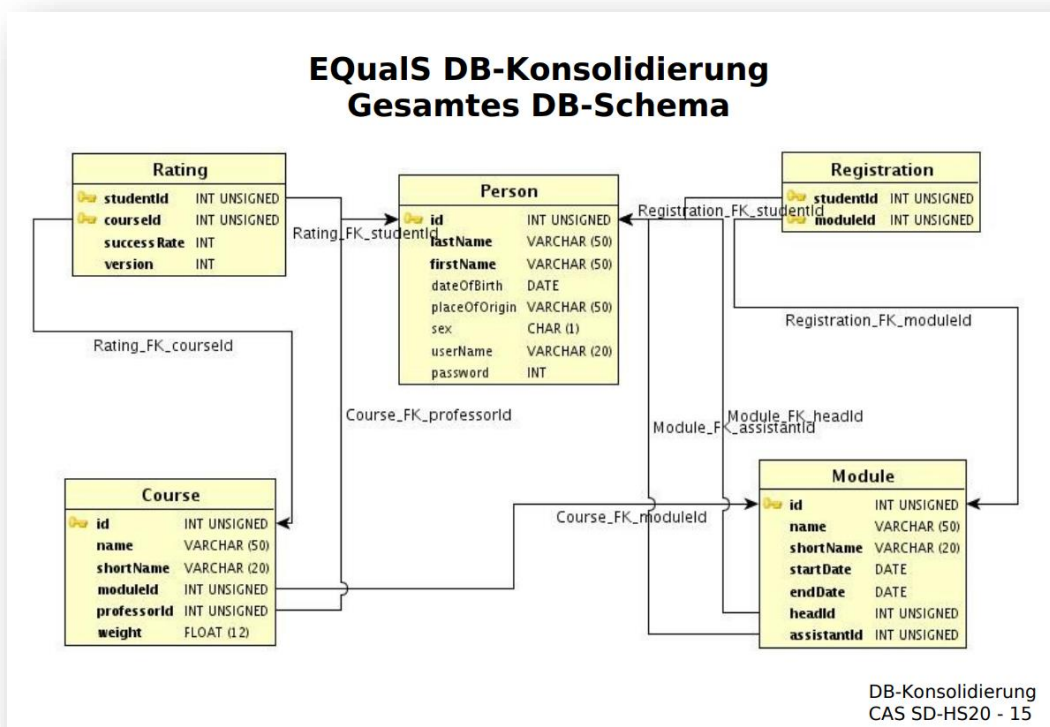 EQualS DB-Konsolidierung
Gesamtes DB-Schema
Rating
studentId INT UNSIGNED
courseId INT UNSIGNED
successRate INT
version INT
Person
id INT UNSIGNED
lastName VARCHAR (50)
firstName VARCHAR (50)
dateOfBirth DATE
placeOfOrigin VARCHAR (50)
sex CHAR (1)
userName VARCHAR (20)
password INT
Registration
studentId INT UNSIGNED
moduleId INT UNSIGNED
Rating_FK_studentId
Registration_FK_studentId
Registration_FK_moduleId
Rating_FK_courseId
Course_FK_professorId
Module_FK_headId
Module_FK_assistantId
Course_FK_moduleId
Course
id INT UNSIGNED
name VARCHAR (50)
shortName VARCHAR (20)
moduleId INT UNSIGNED
professorId INT UNSIGNED
weight FLOAT (12)
Module
id INT UNSIGNED
name VARCHAR (50)
shortName VARCHAR (20)
startDate DATE
endDate DATE
headId INT UNSIGNED
assistantId INT UNSIGNED
DB-Konsolidierung
CAS SD-HS20 - 15